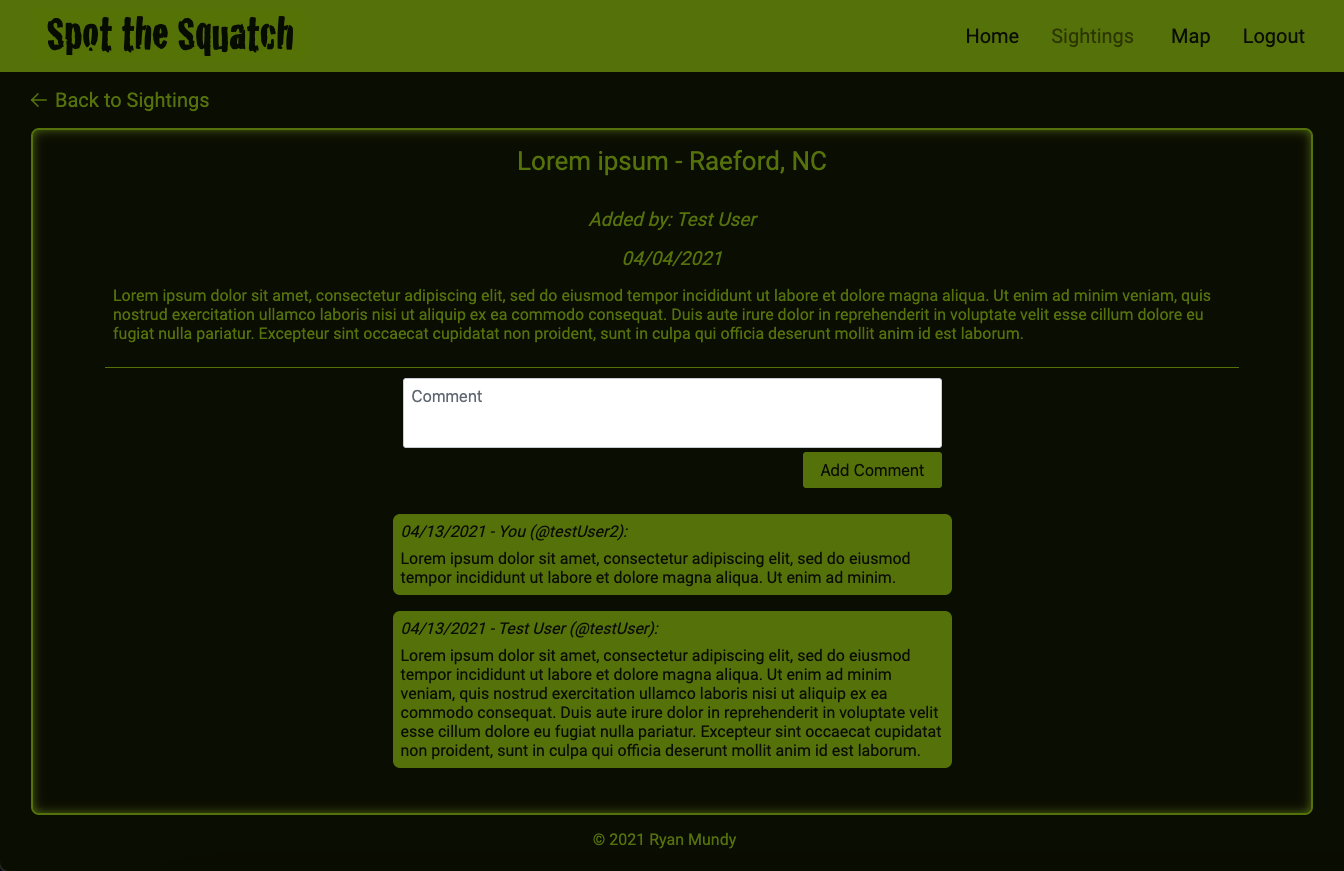 Spot the Squatch
Home Sightings Map Logout
← Back to Sightings
Lorem ipsum - Raeford, NC
Added by: Test User
04/04/2021
Lorem ipsum dolor sit amet, consectetur adipiscing elit, sed do eiusmod tempor incididunt ut labore et dolore magna aliqua. Ut enim ad minim veniam, quis
nostrud exercitation ullamco laboris nisi ut aliquip ex ea commodo consequat. Duis aute irure dolor in reprehenderit in voluptate velit esse cillum dolore eu
fugiat nulla pariatur. Excepteur sint occaecat cupidatat non proident, sunt in culpa qui officia deserunt mollit anim id est laborum.
Comment
Add Comment
04/13/2021 - You (@testUser2):
Lorem ipsum dolor sit amet, consectetur adipiscing elit, sed do eiusmod
tempor incididunt ut labore et dolore magna aliqua. Ut enim ad minim.
04/13/2021 - Test User (@testUser):
Lorem ipsum dolor sit amet, consectetur adipiscing elit, sed do eiusmod
tempor incididunt ut labore et dolore magna aliqua. Ut enim ad minim
veniam, quis nostrud exercitation ullamco laboris nisi ut aliquip ex ea
commodo consequat. Duis aute irure dolor in reprehenderit in voluptate velit
esse cillum dolore eu fugiat nulla pariatur. Excepteur sint occaecat cupidatat
non proident, sunt in culpa qui officia deserunt mollit anim id est laborum.
© 2021 Ryan Mundy